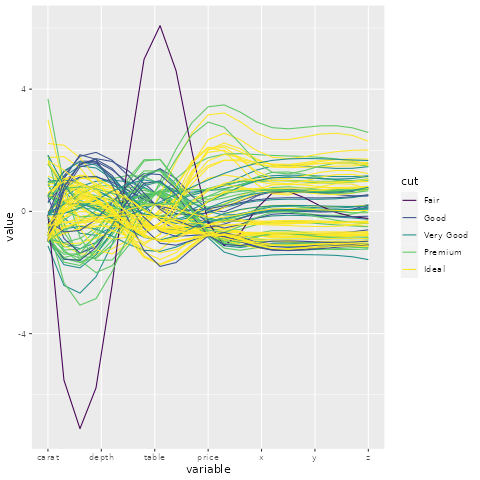 4
0
-4
value
carat
depth
table
price
x
y
z
variable
cut
Fair
Good
Very Good
Premium
Ideal